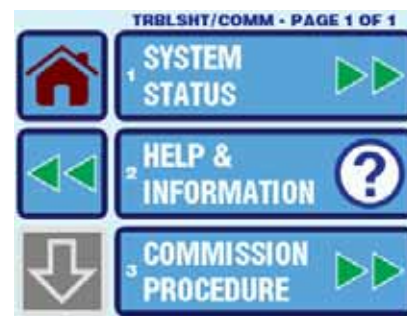 TRBLSHT/COMM - PAGE 1 OF 1
1 SYSTEM
STATUS
2 HELP &
INFORMATION ?
3 COMMISSION
PROCEDURE